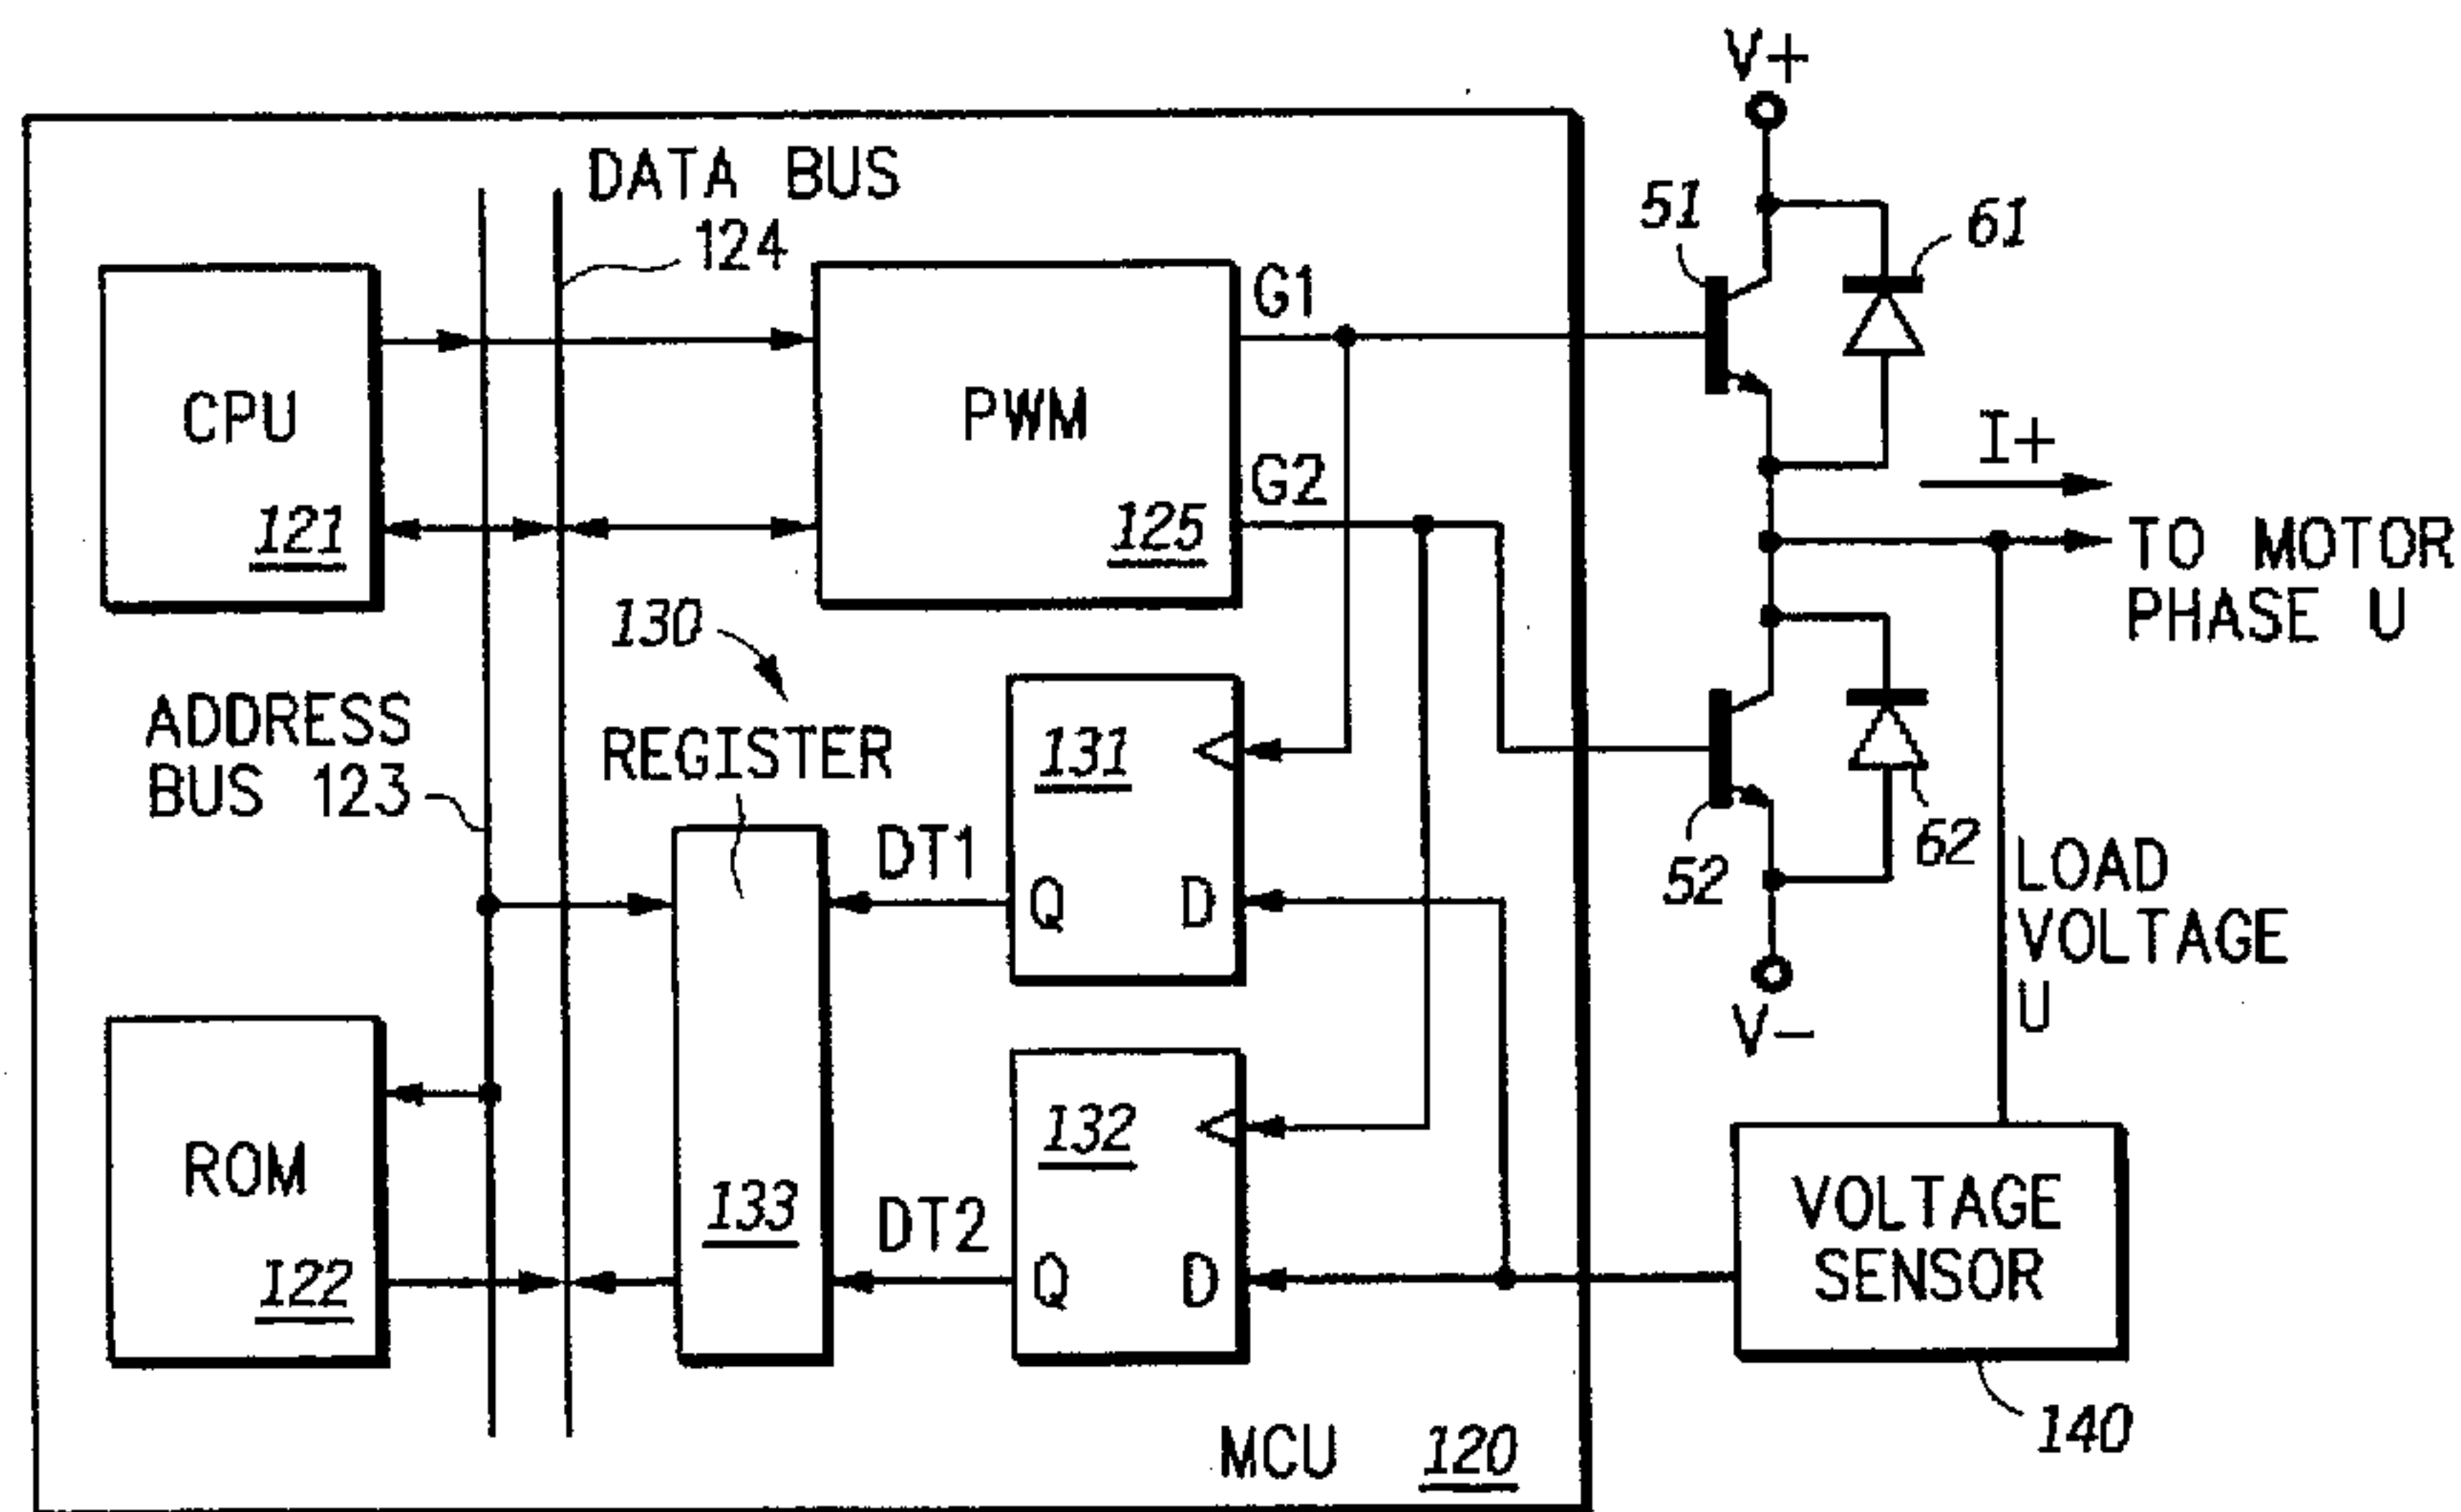 V+
DATA BUS
124
51
61
G1
CPU
121
PWM
125
G2
I+
TO MOTOR
PHASE U
130
ADDRESS
BUS 123
REGISTER
131
Q
D
DT1
52
62
LOAD
VOLTAGE
U
V-
ROM
122
133
DT2
132
Q
D
VOLTAGE
SENSOR
140
MCU 120